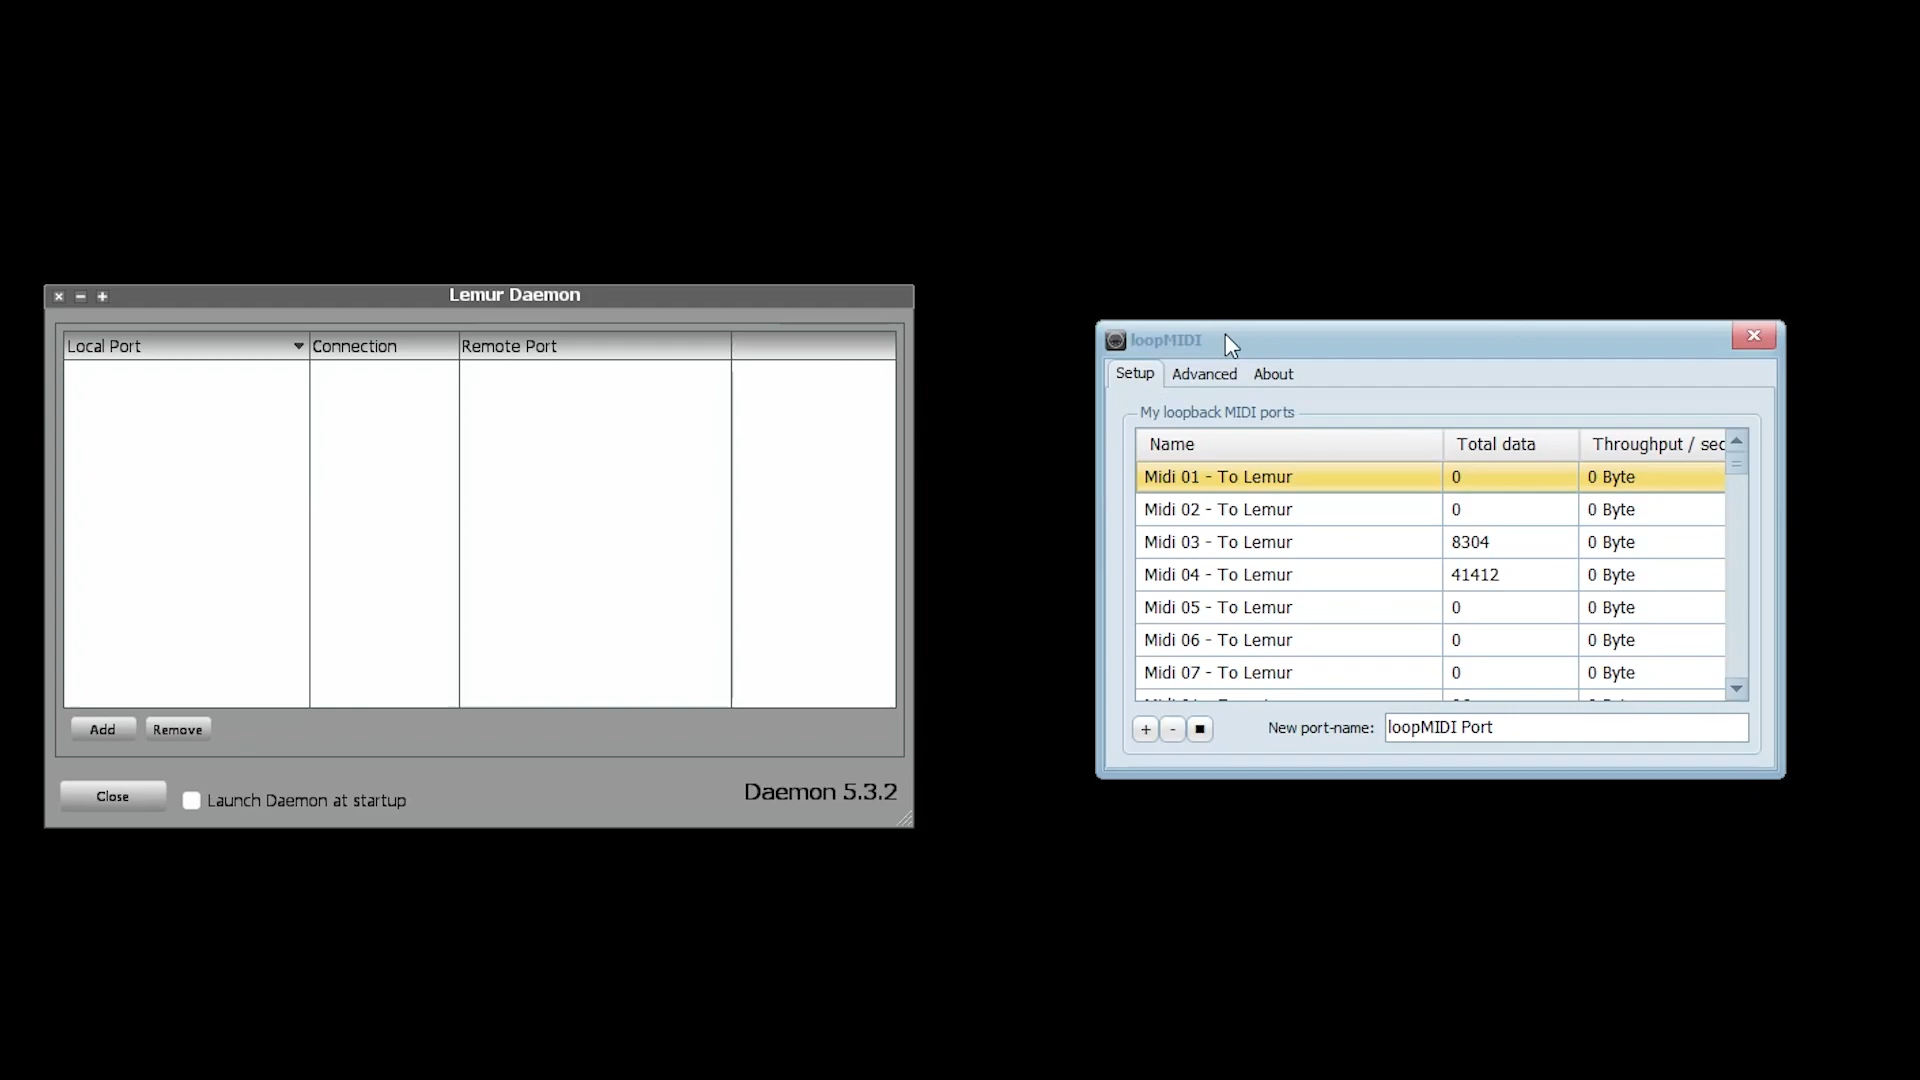 Lemur Daemon
Local Port Connection Remote Port
Add Remove
Close Launch Daemon at startup Daemon 5.3.2
loopMIDI
Setup Advanced About
My loopback MIDI ports
Name Total data Throughput / sec
Midi 01 - To Lemur 0 0 Byte
Midi 02 - To Lemur 0 0 Byte
Midi 03 - To Lemur 8304 0 Byte
Midi 04 - To Lemur 41412 0 Byte
Midi 05 - To Lemur 0 0 Byte
Midi 06 - To Lemur 0 0 Byte
Midi 07 - To Lemur 0 0 Byte
+ - New port-name: loopMIDI Port